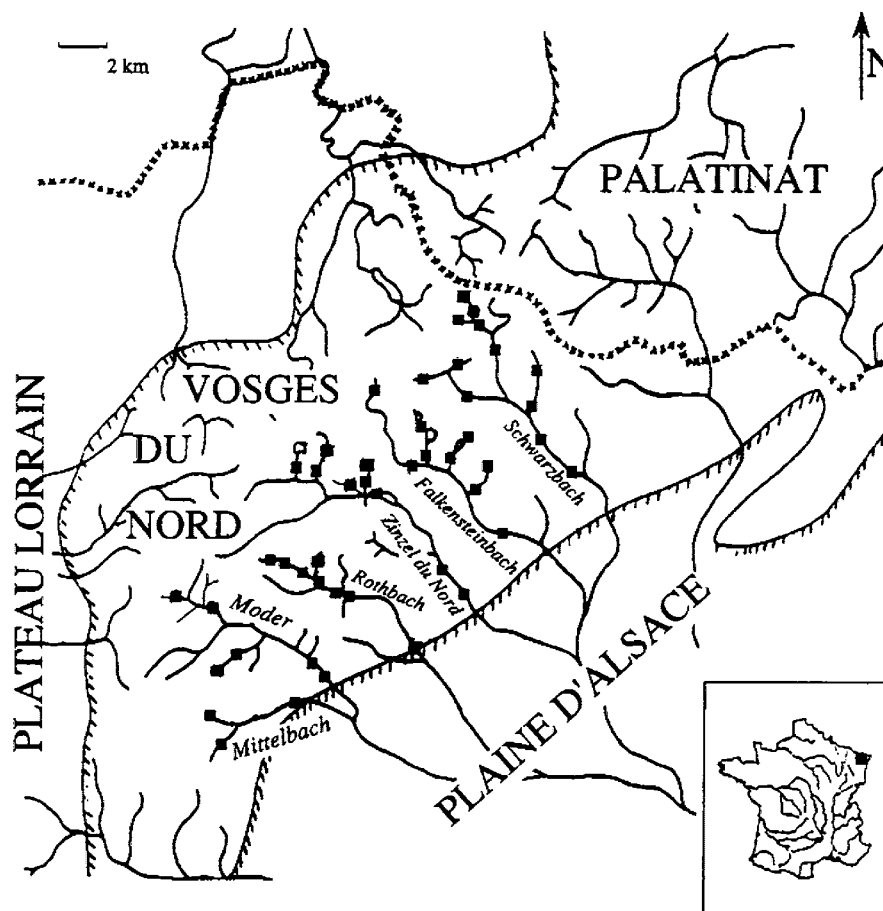 2 km
N
PALATINAT
VOSGES
DU
NORD
PLATEAU LORRAIN
Schwarzbach
Falkensteinbach
Zinzel du Nord
Rothbach
Moder
Mittelbach
PLAINE D'ALSACE